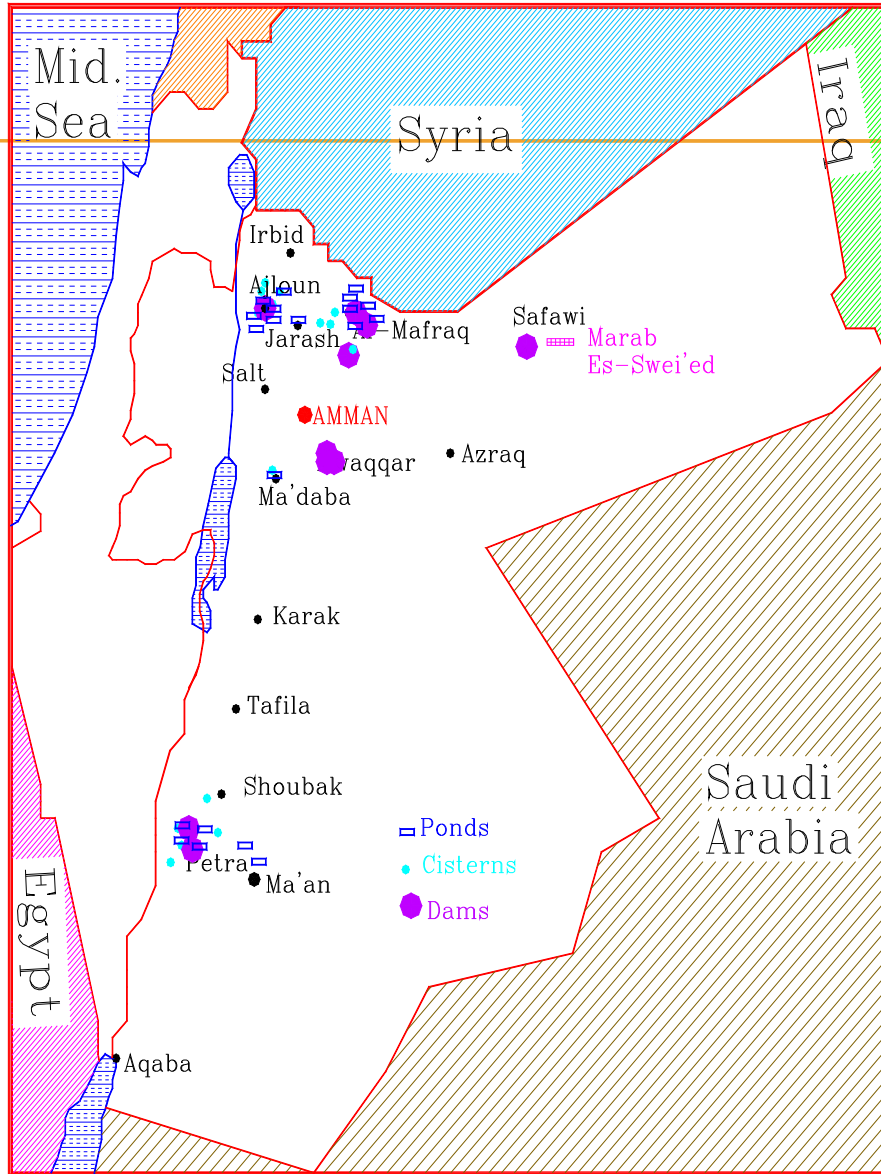 Mid.
Sea
Syria
Iraq
Irbid
Ajloun
Jarash
Al-Mafraq
Safawi
Marab
Es-Swei'ed
Salt
AMMAN
waqqar
Azraq
Ma'daba
Karak
Tafila
Shoubak
Petra
Ma'an
Ponds
Cisterns
Dams
Saudi
Arabia
Egypt
Aqaba